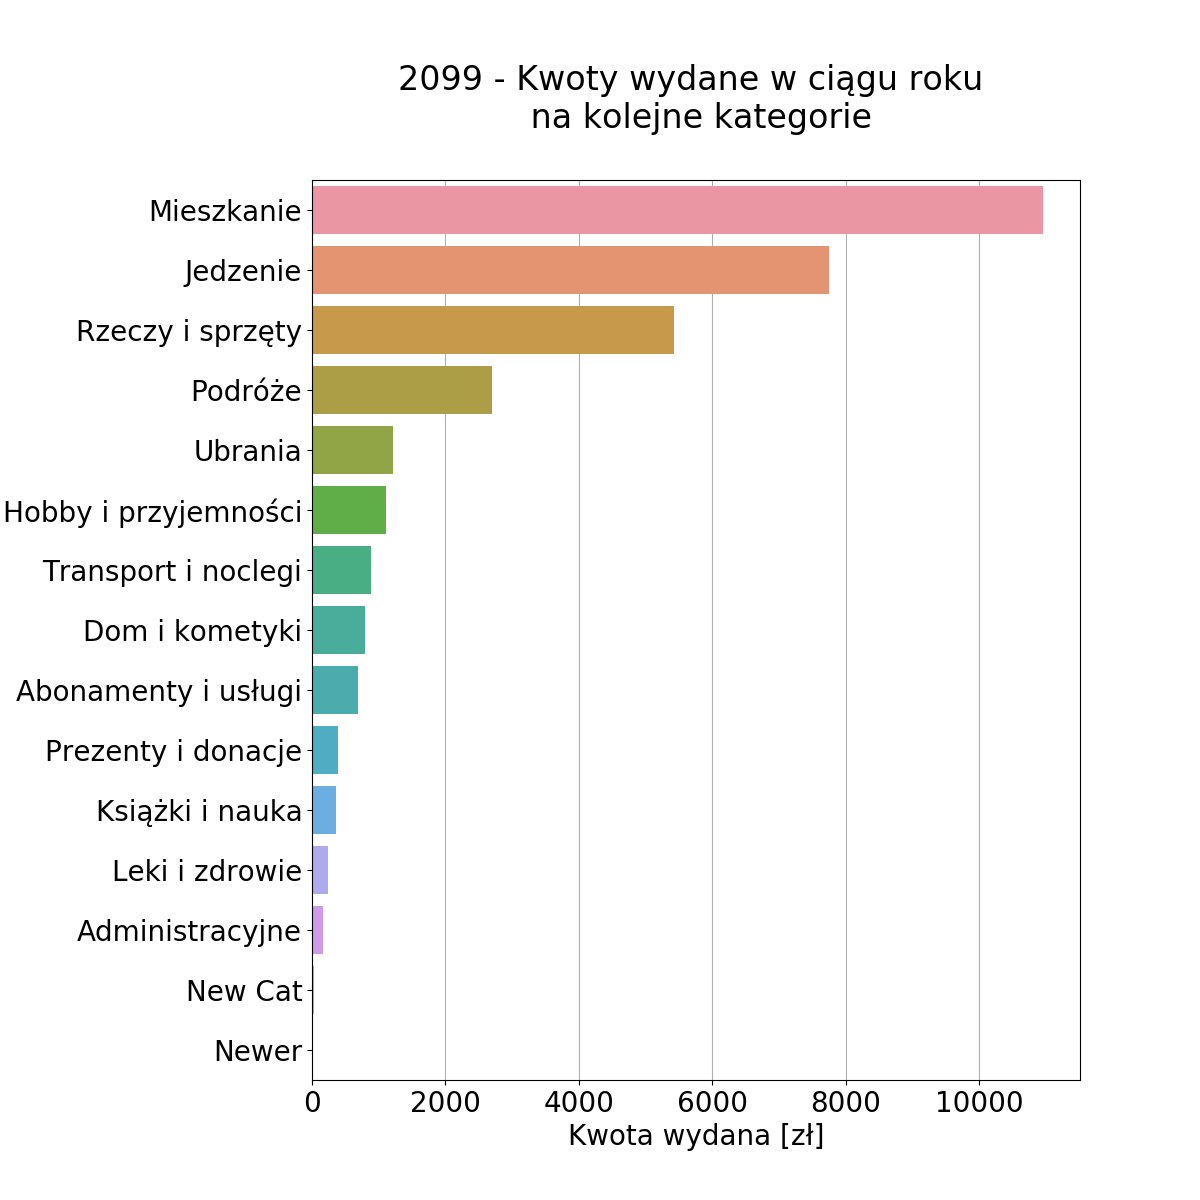 2099 - Kwoty wydane w ciągu roku
na kolejne kategorie
Mieszkanie
Jedzenie
Rzeczy i sprzęty
Podróże
Ubrania
Hobby i przyjemności
Transport i noclegi
Dom i kometyki
Abonamenty i usługi
Prezenty i donacje
Książki i nauka
Leki i zdrowie
Administracyjne
New Cat
Newer
0 2000 4000 6000 8000 10000
Kwota wydana [zł]